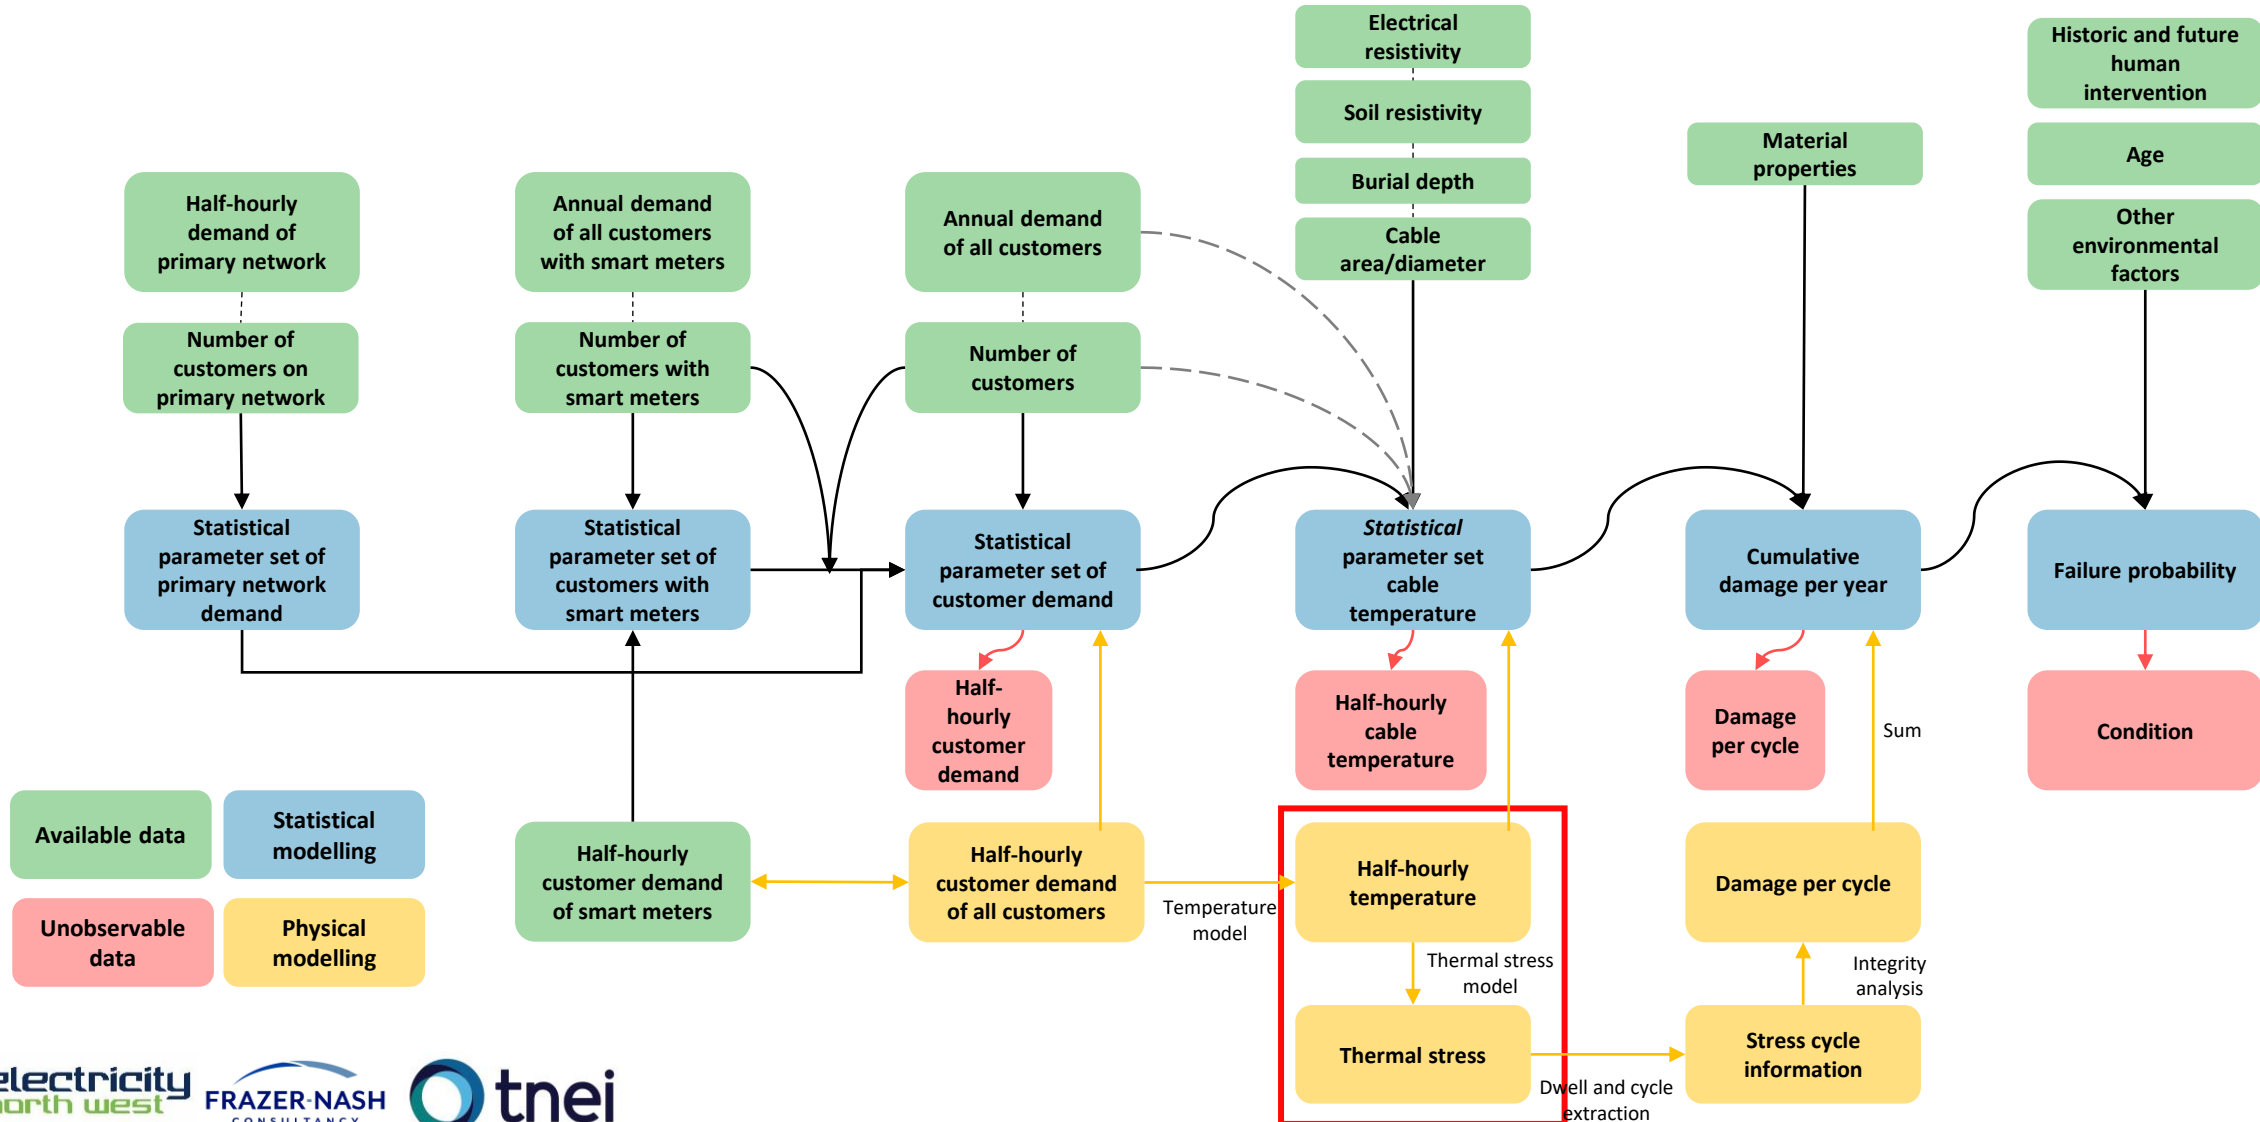 Electrical
resistivity
Soil resistivity
Burial depth
Cable
area/diameter
Historic and future
human
intervention
Age
Other
environmental
factors
Material
properties
Half-hourly
demand of
primary network
Annual demand
of all customers
with smart meters
Annual demand
of all customers
Number of
customers on
primary network
Number of
customers with
smart meters
Number of
customers
Statistical
parameter set of
primary network
demand
Statistical
parameter set of
customers with
smart meters
Statistical
parameter set of
customer demand
Statistical
parameter set
cable
temperature
Cumulative
damage per year
Failure probability
Half-
hourly
customer
demand
Half-hourly
cable
temperature
Damage
per cycle
Sum
Condition
Available data
Statistical
modelling
Unobservable
data
Physical
modelling
Half-hourly
customer demand
of smart meters
Half-hourly
customer demand
of all customers
Temperature
model
Half-hourly
temperature
Thermal stress
model
Thermal stress
Dwell and cycle
extraction
Damage per cycle
Integrity
analysis
Stress cycle
information
electricity
north west
FRAZER-NASH
CONSULTANCY
tnei